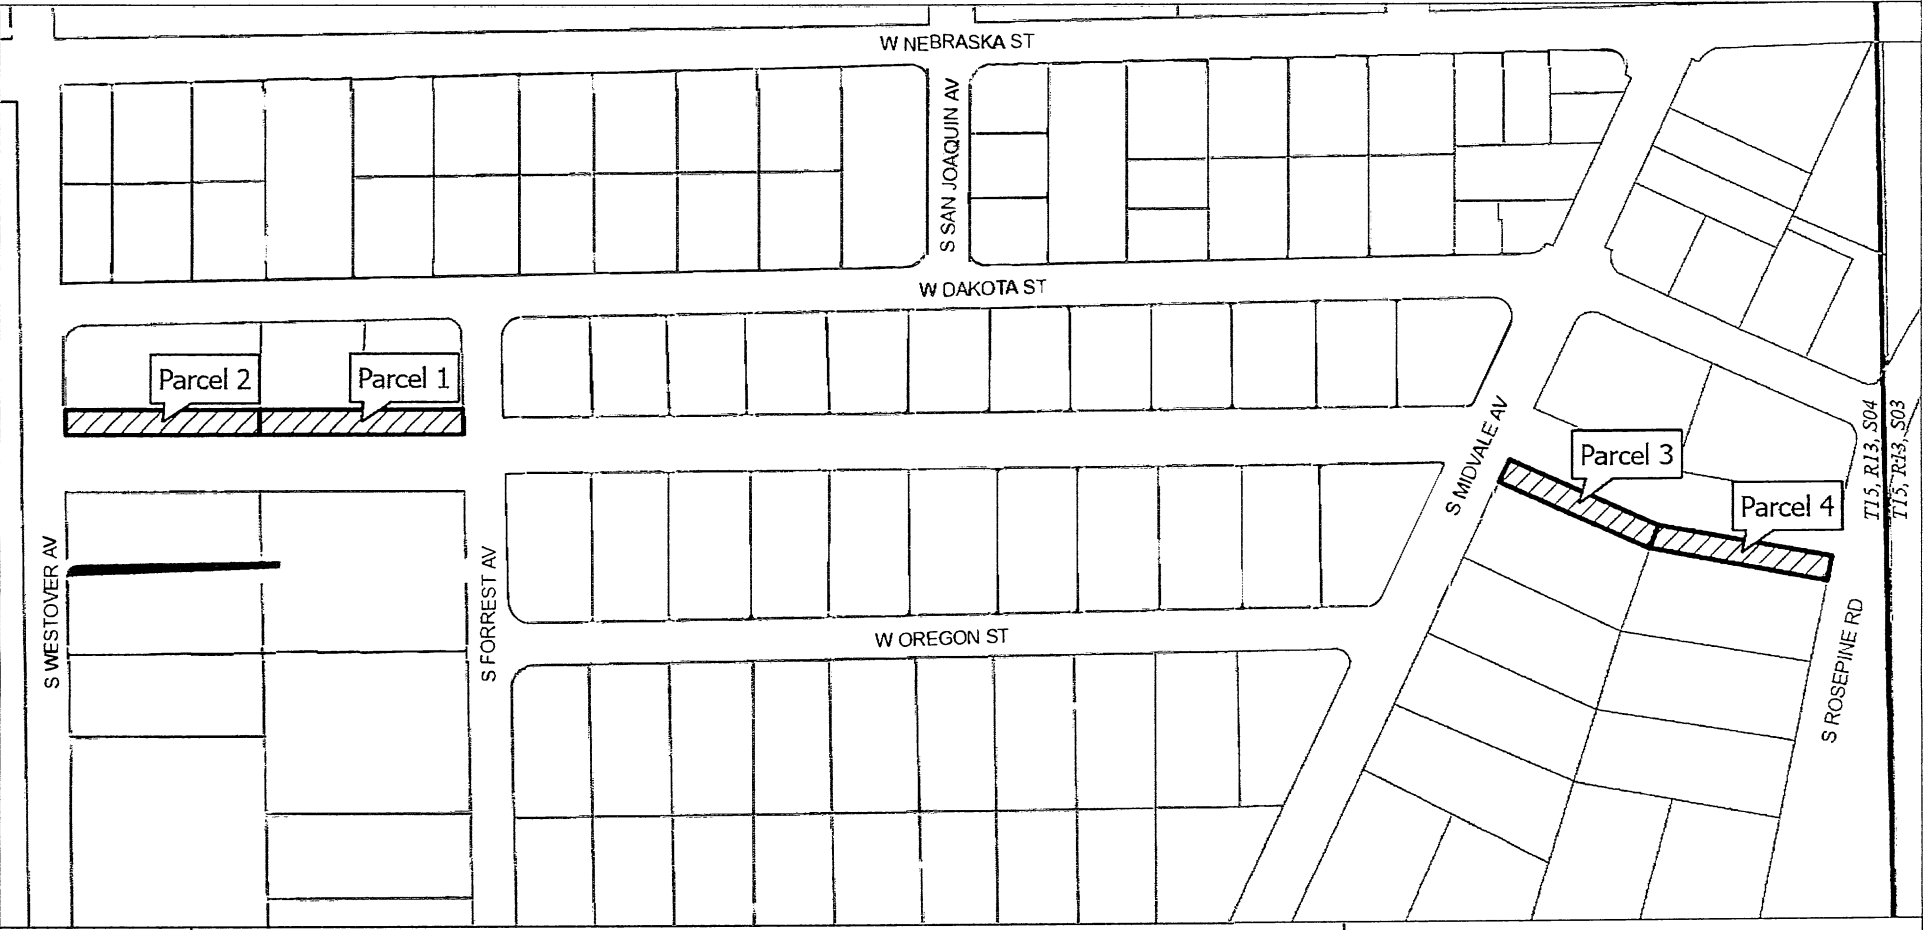 W NEBRASKA ST
S SAN JOAQUIN AV
W DAKOTA ST
Parcel 2
Parcel 1
S MIDVALE AV
Parcel 3
Parcel 4
T15, R13, S04
T15, R13, S03
S WESTOVER AV
S FORREST AV
W OREGON ST
S ROSEPINE RD